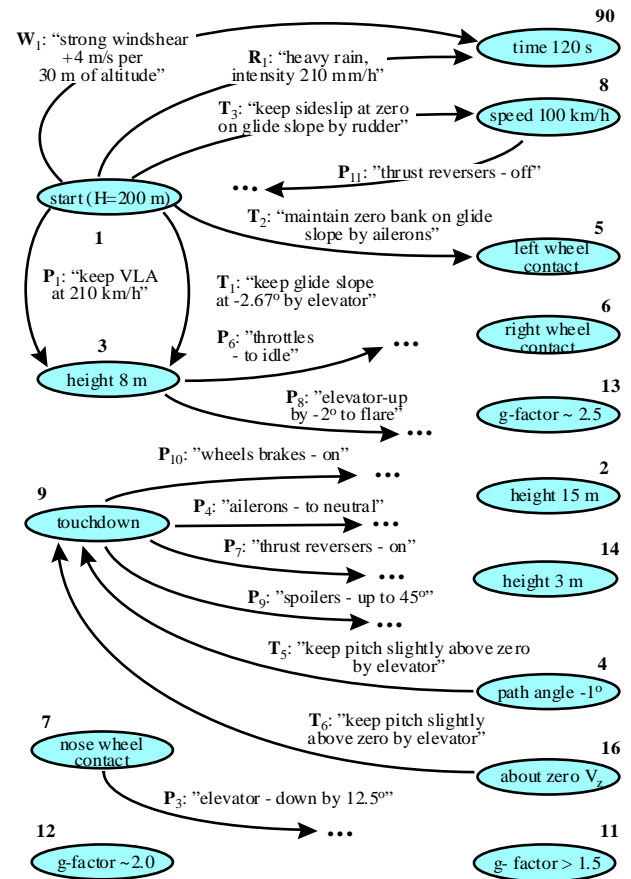 90
W1: “strong windshear
+4 m/s per
30 m of altitude”
R1: ”heavy rain,
intensity 210 mm/h”
time 120 s
8
T3: ”keep sideslip at zero
on glide slope by rudder”
speed 100 km/h
P11: ”thrust reversers - off”
...
start (H=200 m)
1
T2: ”maintain zero bank on glide
slope by ailerons”
5
left wheel
contact
P1: “keep VLA
at 210 km/h”
T1: “keep glide slope
at -2.67º by elevator”
6
P6: ”throttles
- to idle”
...
right wheel
contact
3
height 8 m
13
P8: ”elevator-up
by -2º to flare”
...
g-factor ~ 2.5
P10: ”wheels brakes - on”
...
2
height 15 m
9
P4: ”ailerons - to neutral”
...
touchdown
P7: ”thrust reversers - on”
...
14
height 3 m
P9: ”spoilers - up to 45º”
...
T5: ”keep pitch slightly above zero
by elevator”
4
path angle -1º
7
T6: “keep pitch slightly
above zero by elevator”
nose wheel
contact
16
about zero Vz
P3: ”elevator - down by 12.5º”
...
12
11
g-factor ~2.0
g- factor > 1.5